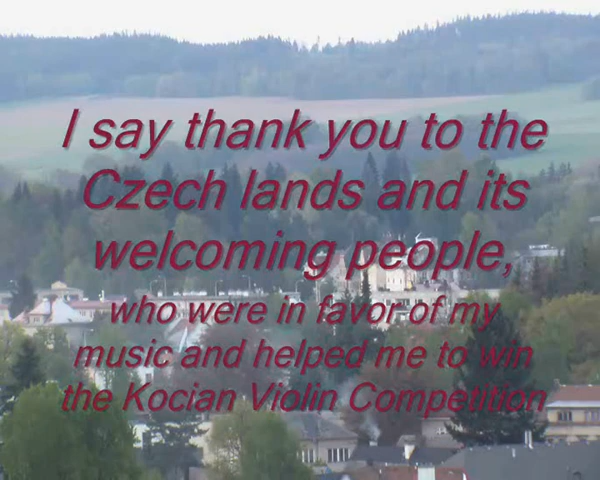 I say thank you to the
Czech lands and its
welcoming people,
who were in favor of my
music and helped me to win
the Kocian Violin Competition